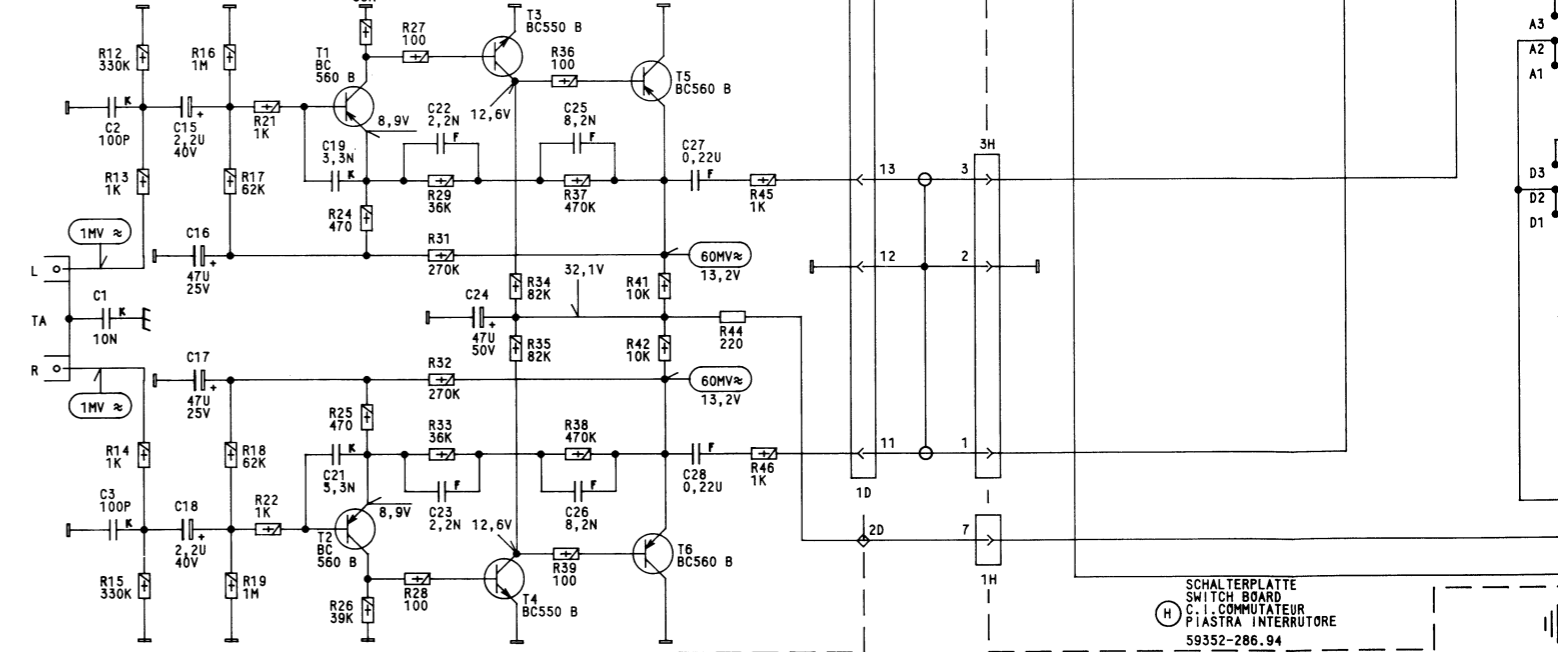 R12
330K
R16
1M
T1
BC
560 B
R27
100
T3
BC550 B
R36
100
T5
BC560 B
A3
A2
A1
K
C2
100P
C15
2,2U
40V
+
R21
1K
8,9V
C22
2,2N
F
12,6V
C25
8,2N
F
C27
0,22U
F
3H
R13
1K
R17
62K
C19
3,3N
K
R24
470
R29
36K
R37
470K
R45
1K
13
3
D3
D2
D1
1MV ≈
C16
47U
25V
+
R31
270K
60MV≈
13,2V
12
2
L
TA
R
C1
K
10N
R34
82K
32,1V
R41
10K
C24
47U
50V
+
R35
82K
R42
10K
R44
220
C17
47U
25V
+
R32
270K
60MV≈
13,2V
1MV ≈
R25
470
R33
36K
R38
470K
R14
1K
R18
62K
K
C21
3,3N
C28
0,22U
F
R46
1K
11
1
C3
100P
K
C18
2,2U
40V
+
R22
1K
8,9V
F
C23
2,2N
12,6V
F
C26
8,2N
1D
2D
7
T2
BC
560 B
R39
100
T6
BC560 B
R15
330K
R19
1M
R26
39K
R28
100
T4
BC550 B
1H
H
SCHALTERPLATTE
SWITCH BOARD
C.I.COMMUTATEUR
PIASTRA INTERRUTORE
59352-286.94